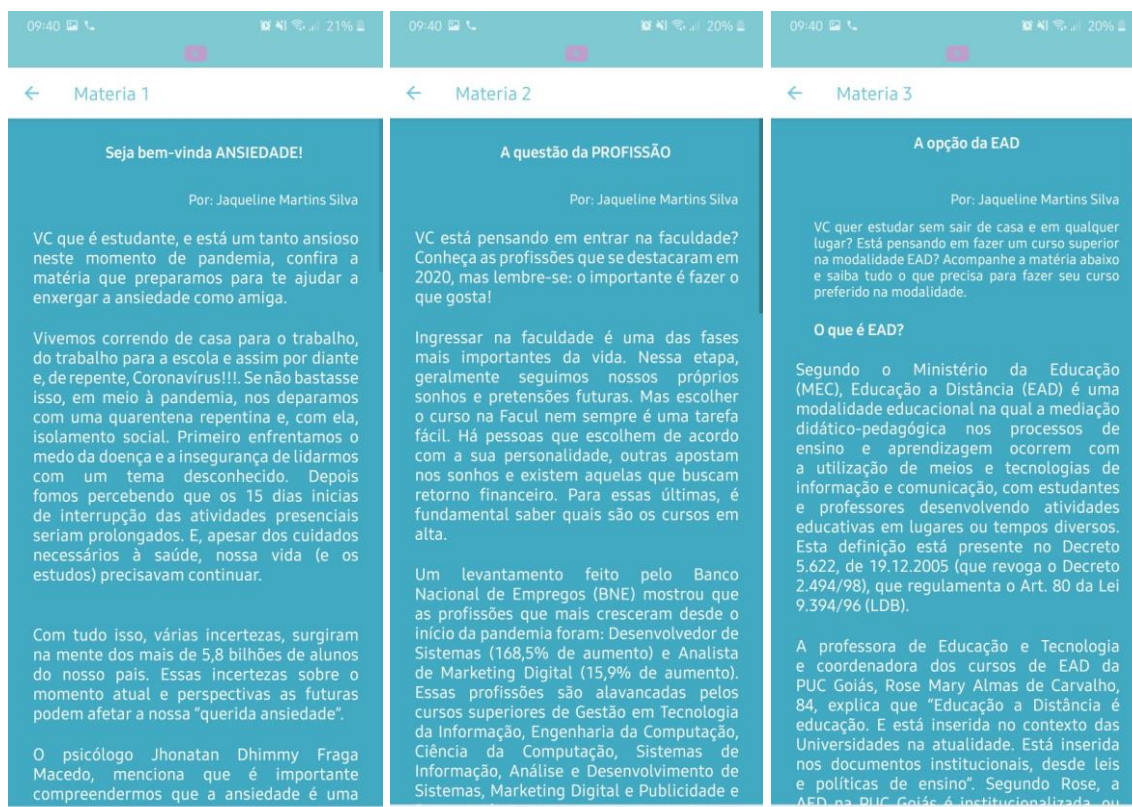 09:40
21%
Materia 1
Seja bem-vinda ANSIEDADE!
Por: Jaqueline Martins Silva
VC que é estudante, e está um tanto ansioso
neste momento de pandemia, confira a
matéria que preparamos para te ajudar a
enxergar a ansiedade como amiga.
Vivemos correndo de casa para o trabalho,
do trabalho para a escola e assim por diante
e, de repente, Coronavírus!!!. Se não bastasse
isso, em meio à pandemia, nos deparamos
com uma quarentena repentina e, com ela,
isolamento social. Primeiro enfrentamos o
medo da doença e a insegurança de lidarmos
com um tema desconhecido. Depois
fomos percebendo que os 15 dias inicias
de interrupção das atividades presenciais
seriam prolongados. E, apesar dos cuidados
necessários à saúde, nossa vida (e os
estudos) precisavam continuar.
Com tudo isso, várias incertezas, surgiram
na mente dos mais de 5,8 bilhões de alunos
do nosso pais. Essas incertezas sobre o
momento atual e perspectivas as futuras
podem afetar a nossa "querida ansiedade".
O psicólogo Jhonatan Dhimmy Fraga
Macedo, menciona que é importante
compreendermos que a ansiedade é uma
09:40
20%
Materia 2
A questão da PROFISSÃO
Por: Jaqueline Martins Silva
VC está pensando em entrar na faculdade?
Conheça as profissões que se destacaram em
2020, mas lembre-se: o importante é fazer o
que gosta!
Ingressar na faculdade é uma das fases
mais importantes da vida. Nessa etapa,
geralmente seguimos nossos próprios
sonhos e pretensões futuras. Mas escolher
o curso na Facul nem sempre é uma tarefa
fácil. Há pessoas que escolhem de acordo
com a sua personalidade, outras apostam
nos sonhos e existem aquelas que buscam
retorno financeiro. Para essas últimas, é
fundamental saber quais são os cursos em
alta.
Um levantamento feito pelo Banco
Nacional de Empregos (BNE) mostrou que
as profissões que mais cresceram desde o
início da pandemia foram: Desenvolvedor de
Sistemas (168,5% de aumento) e Analista
de Marketing Digital (15,9% de aumento).
Essas profissões são alavancadas pelos
cursos superiores de Gestão em Tecnologia
da Informação, Engenharia da Computação,
Ciência da Computação, Sistemas de
Informação, Análise e Desenvolvimento de
Sistemas, Marketing Digital e Publicidade e
09:40
20%
Materia 3
A opção da EAD
Por: Jaqueline Martins Silva
VC quer estudar sem sair de casa e em qualquer
lugar? Está pensando em fazer um curso superior
na modalidade EAD? Acompanhe a matéria abaixo
e saiba tudo o que precisa para fazer seu curso
preferido na modalidade.
O que é EAD?
Segundo o Ministério da Educação
(MEC), Educação a Distância (EAD) é uma
modalidade educacional na qual a mediação
didático-pedagógica nos processos de
ensino e aprendizagem ocorrem com
a utilização de meios e tecnologias de
informação e comunicação, com estudantes
e professores desenvolvendo atividades
educativas em lugares ou tempos diversos.
Esta definição está presente no Decreto
5.622, de 19.12.2005 (que revoga o Decreto
2.494/98), que regulamenta o Art. 80 da Lei
9.394/96 (LDB).
A professora de Educação e Tecnologia
e coordenadora dos cursos de EAD da
PUC Goiás, Rose Mary Almas de Carvalho,
84, explica que "Educação a Distância é
educação. E está inserida no contexto das
Universidades na atualidade. Está inserida
nos documentos institucionais, desde leis
e políticas de ensino". Segundo Rose, a
AED na PUC Goiás é institucionalizada, ou